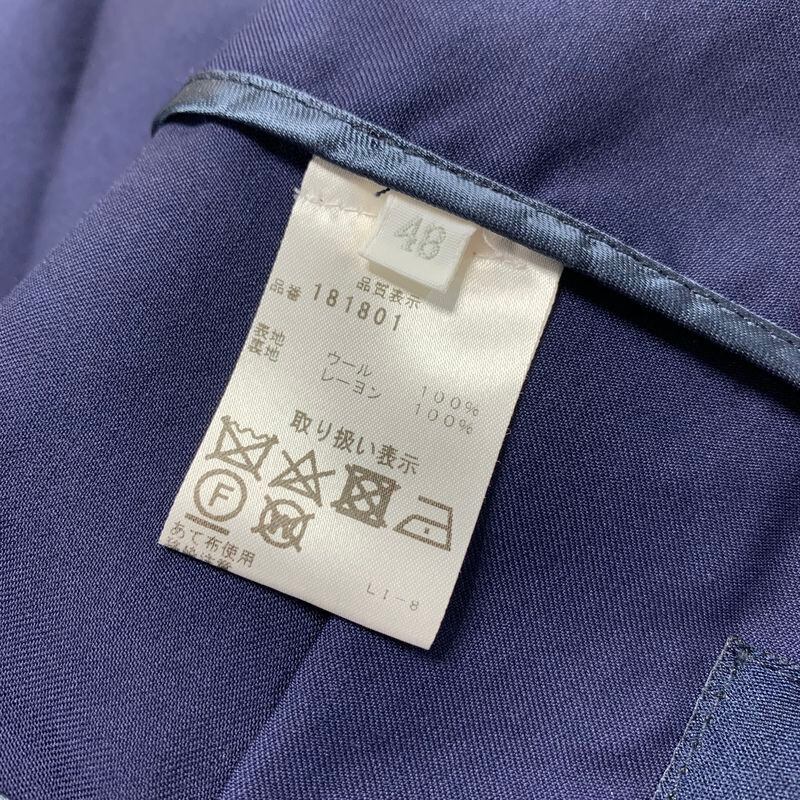 48
品質表示
品番 181801
表地 ウール 100%
裏地 レーヨン 100%
取り扱い表示
F
W
あて布使用
LI-8